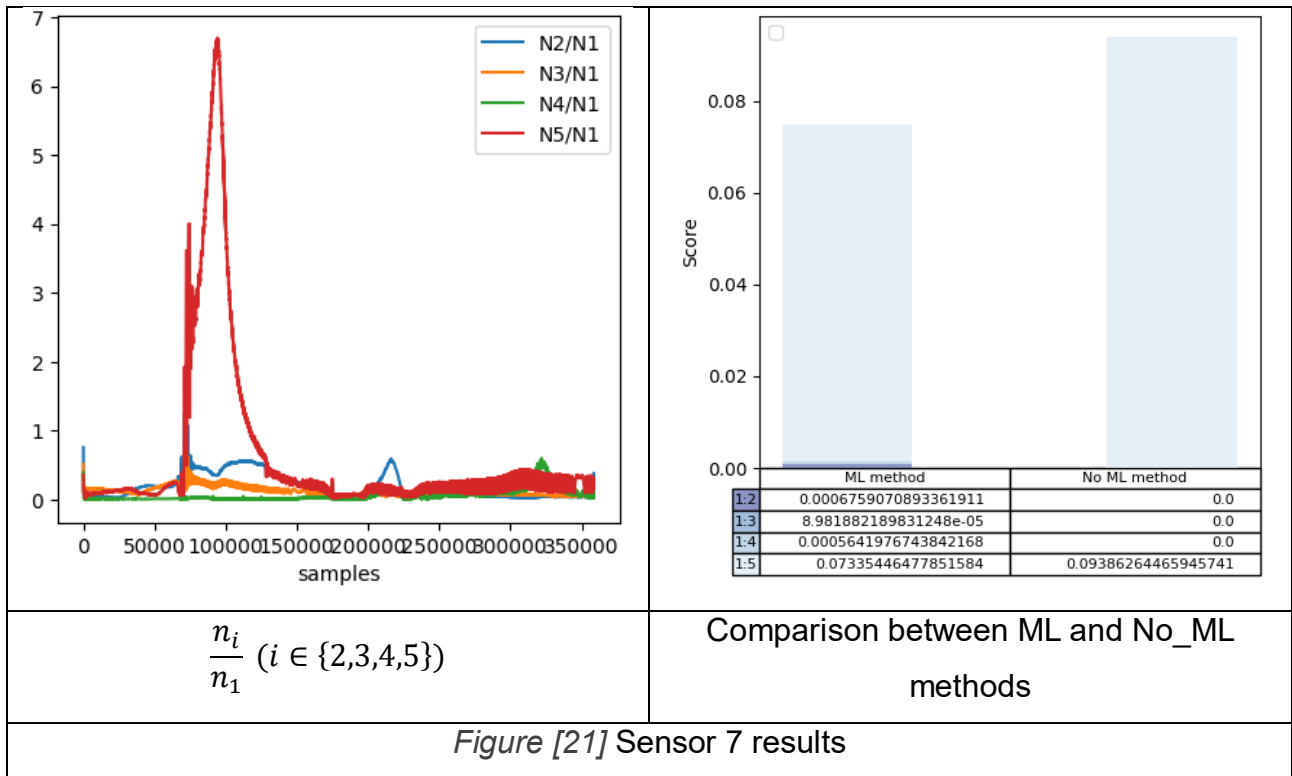 7
6
5
4
3
2
1
0
N2/N1
N3/N1
N4/N1
N5/N1
0 50000 100000 150000 200000 250000 300000 350000
samples
0.08
0.06
0.04
0.02
0.00
Score
ML method No ML method
1:2 0.0006759070893361911 0.0
1:3 8.981882189831248e-05 0.0
1:4 0.0005641976743842168 0.0
1:5 0.07335446477851584 0.09386264465945741
n_i/n_1 (i ∈ {2,3,4,5})
Comparison between ML and No_ML
methods
Figure [21] Sensor 7 results